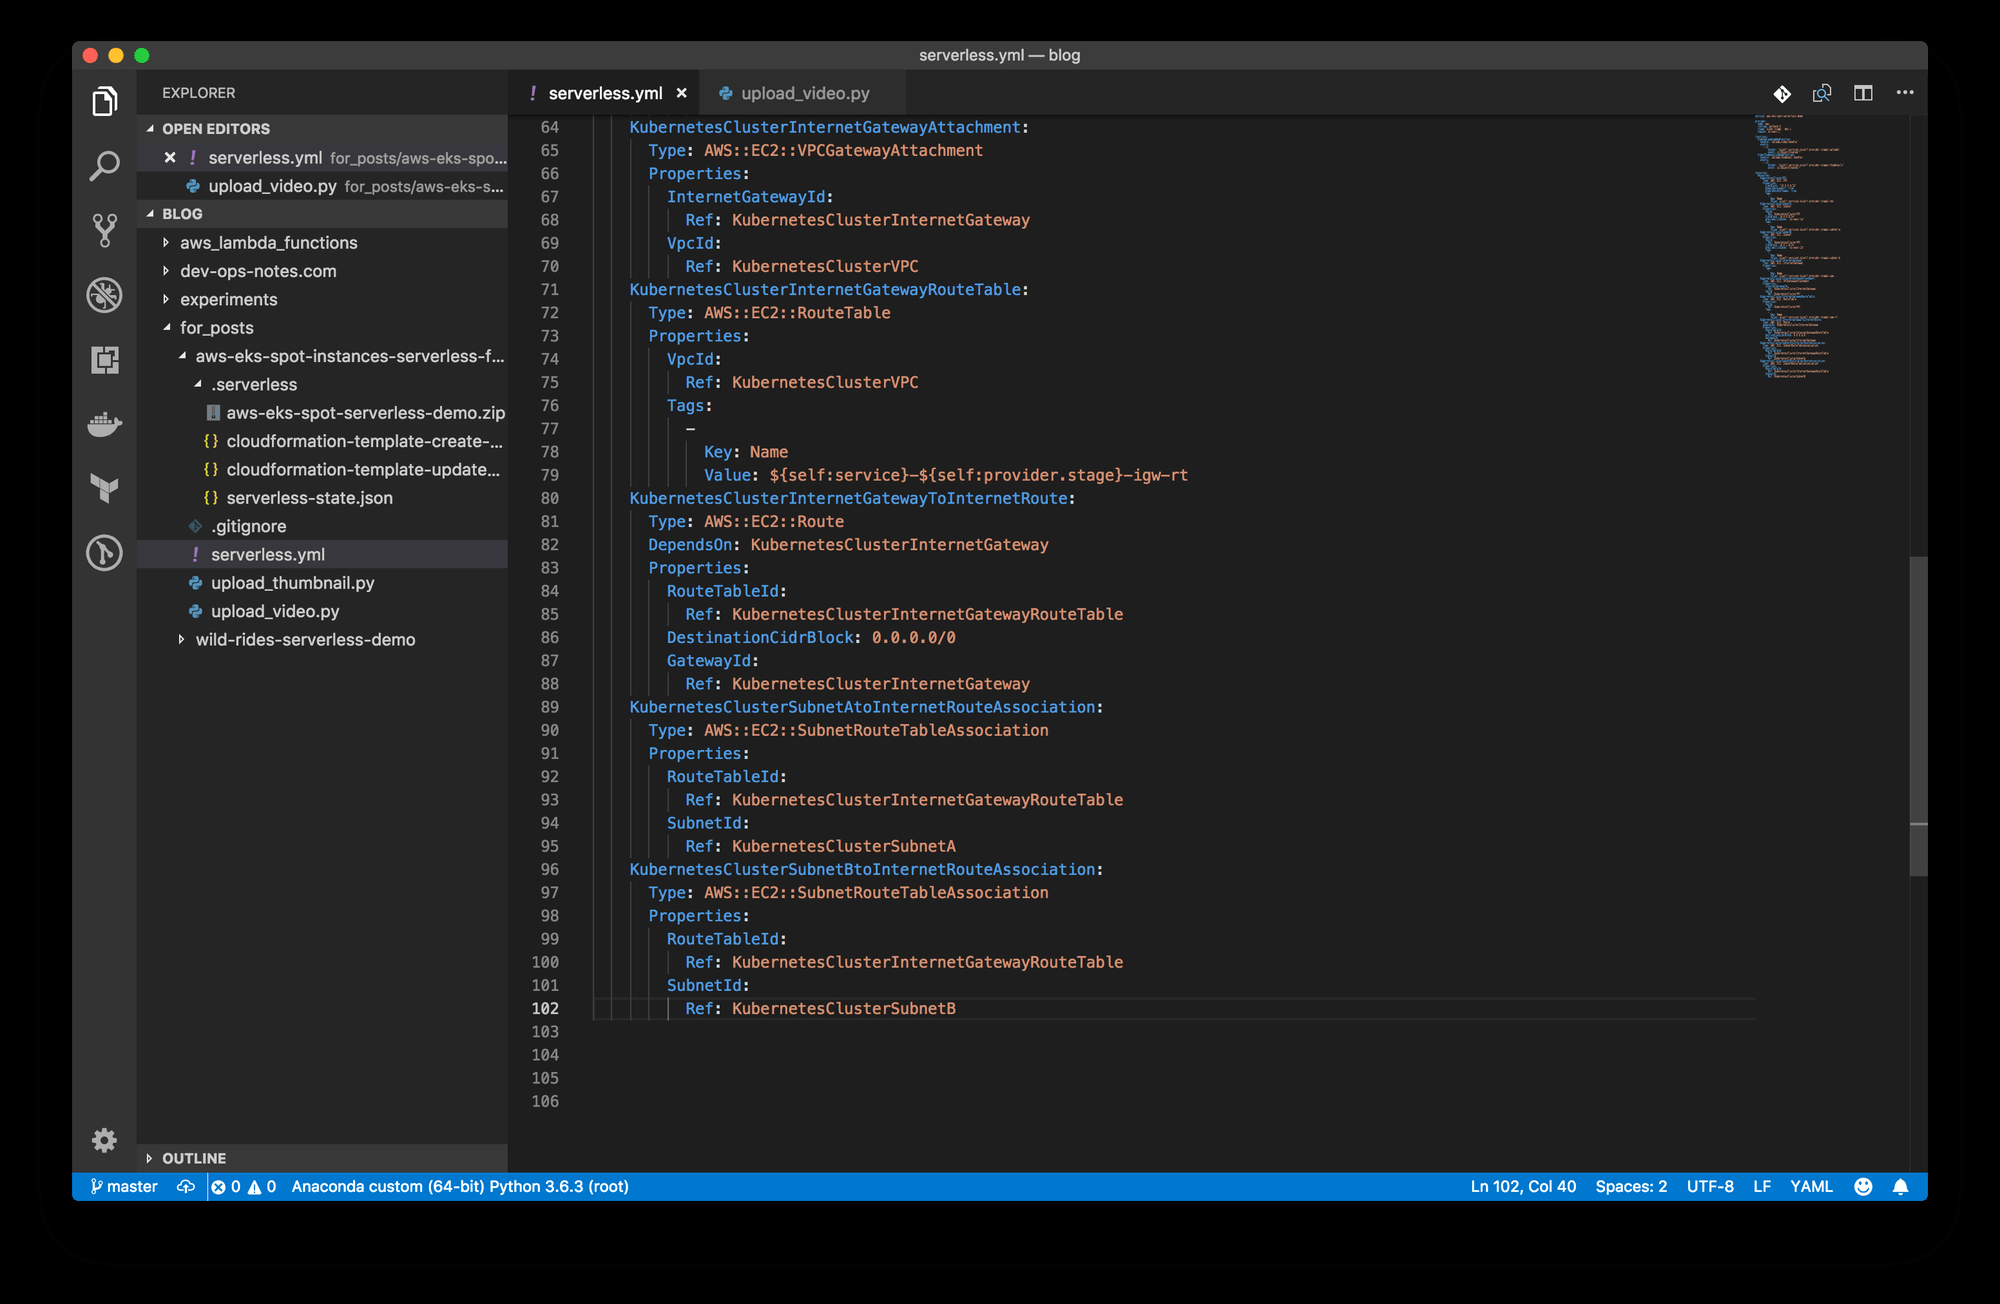 serverless.yml — blog
EXPLORER
OPEN EDITORS
! serverless.yml for_posts/aws-eks-spo...
upload_video.py for_posts/aws-eks-s...
BLOG
aws_lambda_functions
dev-ops-notes.com
experiments
for_posts
aws-eks-spot-instances-serverless-f...
.serverless
aws-eks-spot-serverless-demo.zip
{} cloudformation-template-create-...
{} cloudformation-template-update...
{} serverless-state.json
.gitignore
! serverless.yml
upload_thumbnail.py
upload_video.py
wild-rides-serverless-demo
OUTLINE
! serverless.yml
upload_video.py
64 KubernetesClusterInternetGatewayAttachment:
65 Type: AWS::EC2::VPCGatewayAttachment
66 Properties:
67 InternetGatewayId:
68 Ref: KubernetesClusterInternetGateway
69 VpcId:
70 Ref: KubernetesClusterVPC
71 KubernetesClusterInternetGatewayRouteTable:
72 Type: AWS::EC2::RouteTable
73 Properties:
74 VpcId:
75 Ref: KubernetesClusterVPC
76 Tags:
77 -
78 Key: Name
79 Value: ${self:service}-${self:provider.stage}-igw-rt
80 KubernetesClusterInternetGatewayToInternetRoute:
81 Type: AWS::EC2::Route
82 DependsOn: KubernetesClusterInternetGateway
83 Properties:
84 RouteTableId:
85 Ref: KubernetesClusterInternetGatewayRouteTable
86 DestinationCidrBlock: 0.0.0.0/0
87 GatewayId:
88 Ref: KubernetesClusterInternetGateway
89 KubernetesClusterSubnetAtoInternetRouteAssociation:
90 Type: AWS::EC2::SubnetRouteTableAssociation
91 Properties:
92 RouteTableId:
93 Ref: KubernetesClusterInternetGatewayRouteTable
94 SubnetId:
95 Ref: KubernetesClusterSubnetA
96 KubernetesClusterSubnetBtoInternetRouteAssociation:
97 Type: AWS::EC2::SubnetRouteTableAssociation
98 Properties:
99 RouteTableId:
100 Ref: KubernetesClusterInternetGatewayRouteTable
101 SubnetId:
102 Ref: KubernetesClusterSubnetB
103
104
105
106
master 0 0 Anaconda custom (64-bit) Python 3.6.3 (root) Ln 102, Col 40 Spaces: 2 UTF-8 LF YAML